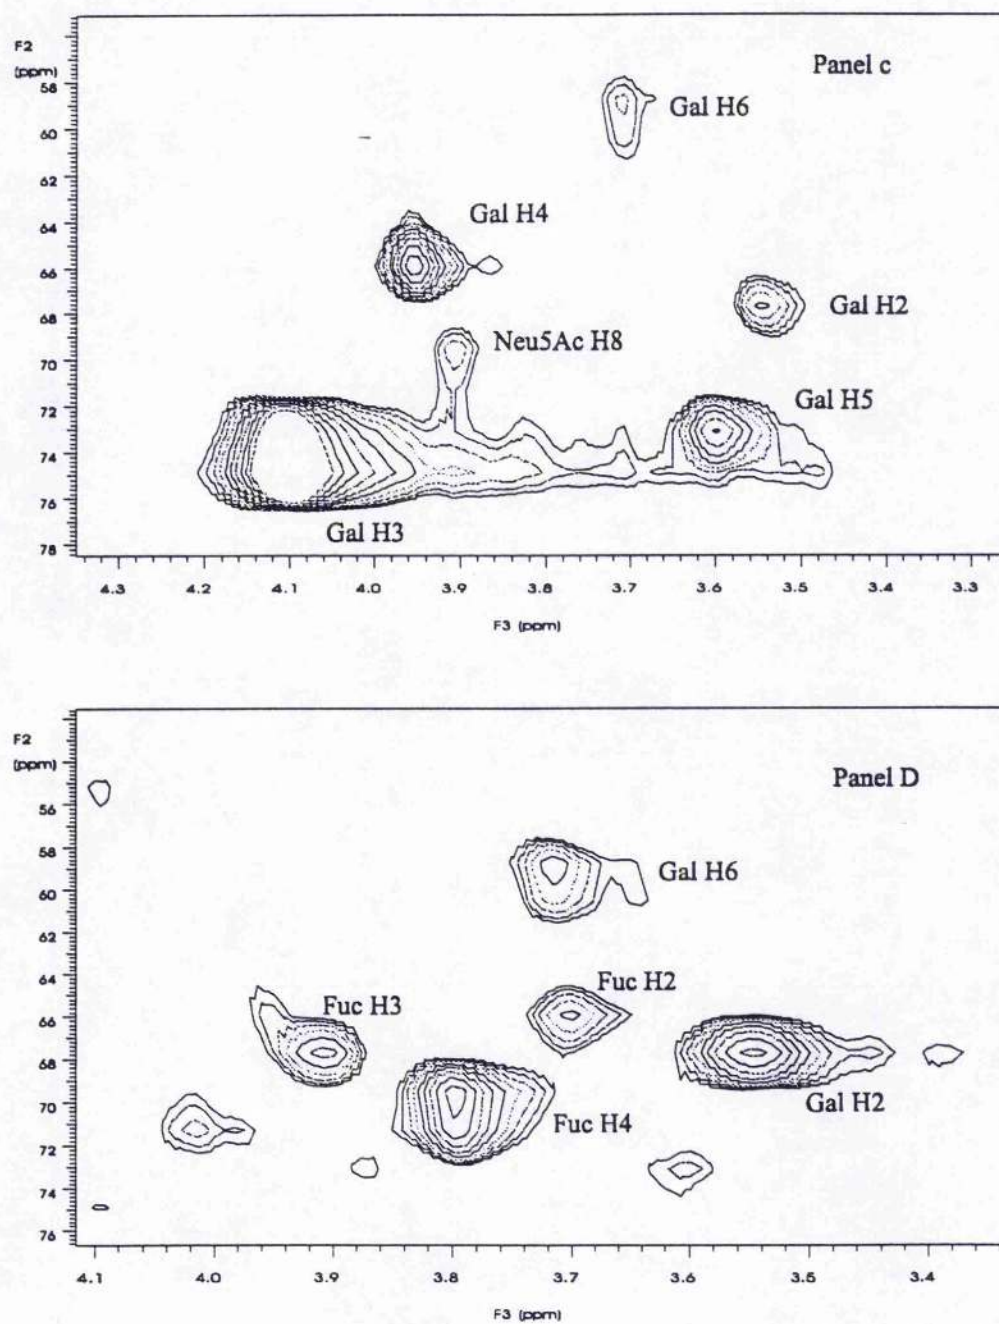 F2
(ppm)
Panel c
58
Gal H6
60
62
64
Gal H4
66
68
Gal H2
Neu5Ac H8
70
72
Gal H5
74
76
Gal H3
78
4.3 4.2 4.1 4.0 3.9 3.8 3.7 3.6 3.5 3.4 3.3
F3 (ppm)
F2
(ppm)
Panel D
56
58
Gal H6
60
62
64
Fuc H2
Fuc H3
66
68
70
Gal H2
Fuc H4
72
74
76
4.1 4.0 3.9 3.8 3.7 3.6 3.5 3.4
F3 (ppm)